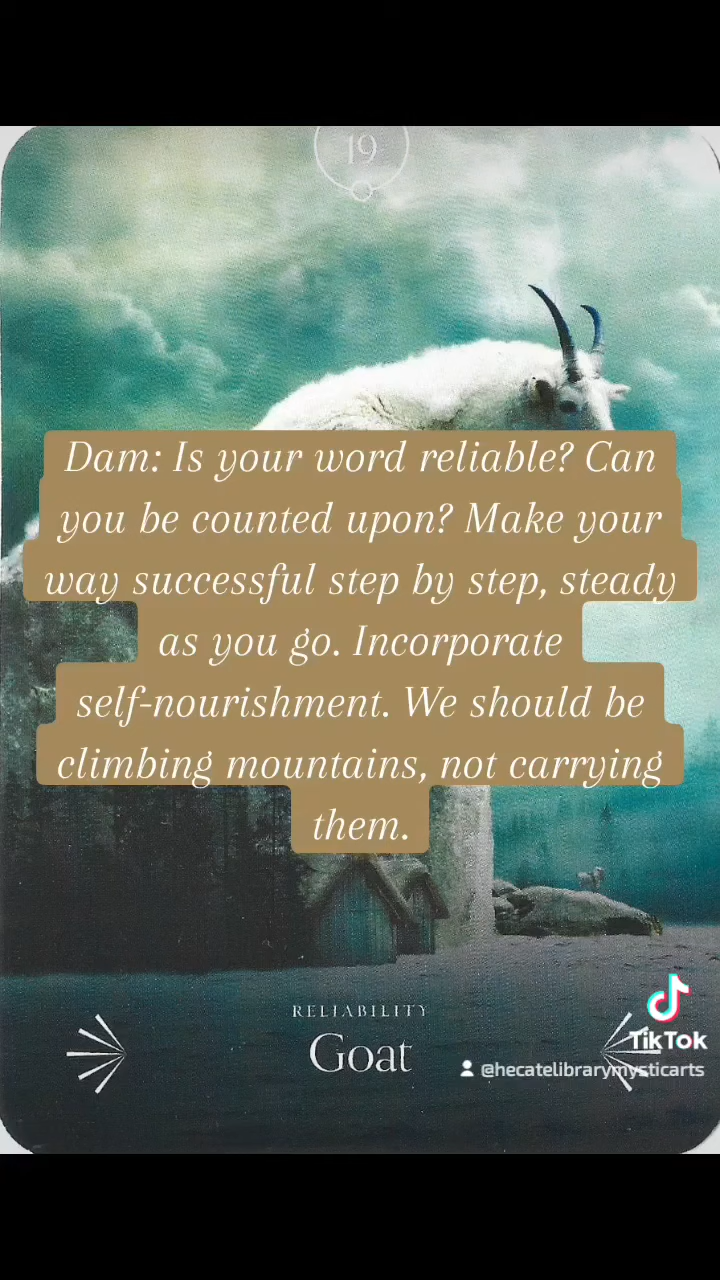 19
Dam: Is your word reliable? Can
you be counted upon? Make your
way successful step by step, steady
as you go. Incorporate
self-nourishment. We should be
climbing mountains, not carrying
them.
RELIABILITY
Goat
TikTok
@hecatelibrarymysticarts